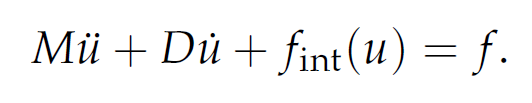 Mü + Du̇ + f_int(u) = f.